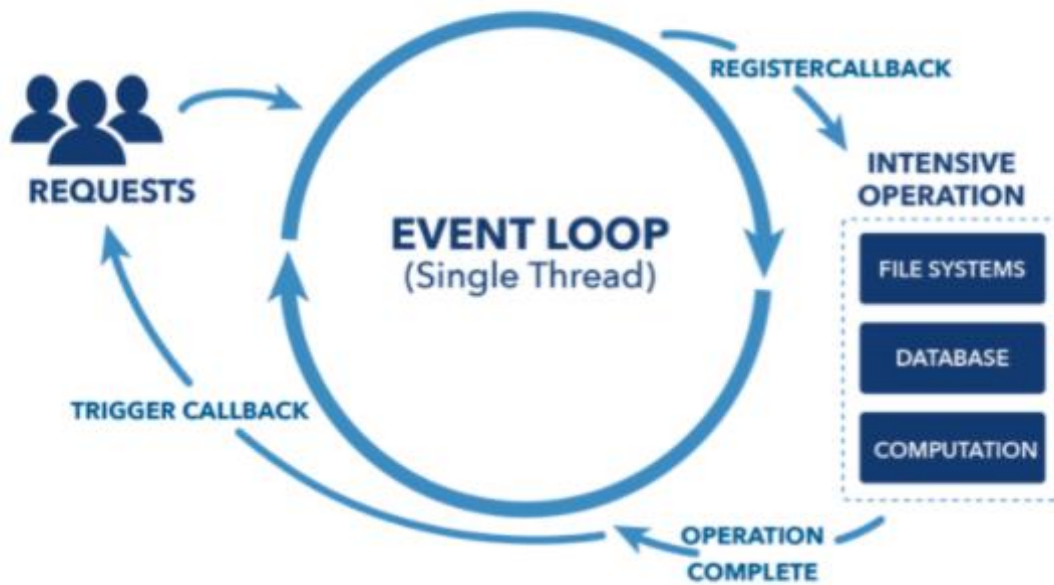 REGISTERCALLBACK
REQUESTS
INTENSIVE
OPERATION
EVENT LOOP
(Single Thread)
FILE SYSTEMS
DATABASE
COMPUTATION
TRIGGER CALLBACK
OPERATION
COMPLETE